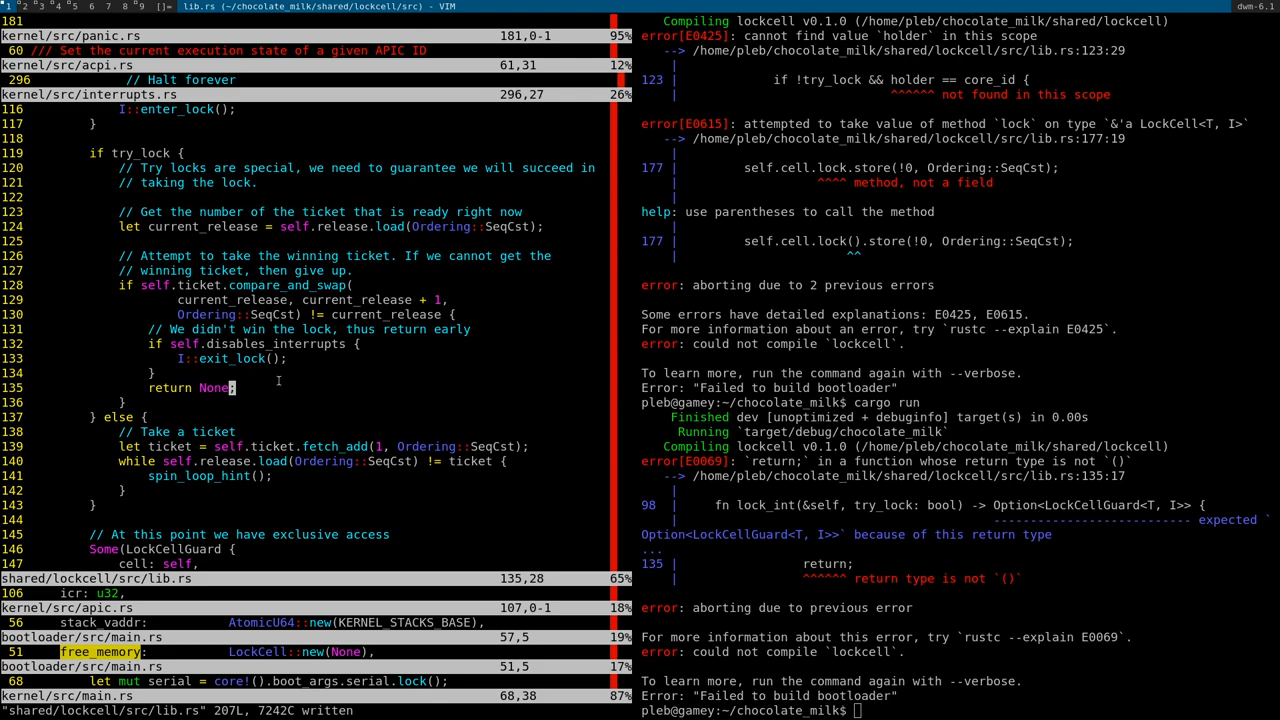 1 2 3 4 5 6 7 8 9 []= lib.rs (~/chocolate_milk/shared/lockcell/src) - VIM dwm-6.1
181
kernel/src/panic.rs 181,0-1 95%
60 /// Set the current execution state of a given APIC ID
kernel/src/acpi.rs 61,31 12%
296 // Halt forever
kernel/src/interrupts.rs 296,27 26%
116 I::enter_lock();
117 }
118
119 if try_lock {
120 // Try locks are special, we need to guarantee we will succeed in
121 // taking the lock.
122
123 // Get the number of the ticket that is ready right now
124 let current_release = self.release.load(Ordering::SeqCst);
125
126 // Attempt to take the winning ticket. If we cannot get the
127 // winning ticket, then give up.
128 if self.ticket.compare_and_swap(
129 current_release, current_release + 1,
130 Ordering::SeqCst) != current_release {
131 // We didn't win the lock, thus return early
132 if self.disables_interrupts {
133 I::exit_lock();
134 }
135 return None;
136 }
137 } else {
138 // Take a ticket
139 let ticket = self.ticket.fetch_add(1, Ordering::SeqCst);
140 while self.release.load(Ordering::SeqCst) != ticket {
141 spin_loop_hint();
142 }
143 }
144
145 // At this point we have exclusive access
146 Some(LockCellGuard {
147 cell: self,
shared/lockcell/src/lib.rs 135,28 65%
106 icr: u32,
kernel/src/apic.rs 107,0-1 18%
56 stack_vaddr: AtomicU64::new(KERNEL_STACKS_BASE),
bootloader/src/main.rs 57,5 19%
51 free_memory: LockCell::new(None),
bootloader/src/main.rs 51,5 17%
68 let mut serial = core!().boot_args.serial.lock();
kernel/src/main.rs 68,38 87%
"shared/lockcell/src/lib.rs" 207L, 7242C written
Compiling lockcell v0.1.0 (/home/pleb/chocolate_milk/shared/lockcell)
error[E0425]: cannot find value `holder` in this scope
--> /home/pleb/chocolate_milk/shared/lockcell/src/lib.rs:123:29
|
123 | if !try_lock && holder == core_id {
| ^^^^^^ not found in this scope

error[E0615]: attempted to take value of method `lock` on type `&'a LockCell<T, I>`
--> /home/pleb/chocolate_milk/shared/lockcell/src/lib.rs:177:19
|
177 | self.cell.lock.store(!0, Ordering::SeqCst);
| ^^^^ method, not a field
|
help: use parentheses to call the method
|
177 | self.cell.lock().store(!0, Ordering::SeqCst);
| ^^

error: aborting due to 2 previous errors

Some errors have detailed explanations: E0425, E0615.
For more information about an error, try `rustc --explain E0425`.
error: could not compile `lockcell`.

To learn more, run the command again with --verbose.
Error: "Failed to build bootloader"
pleb@gamey:~/chocolate_milk$ cargo run
Finished dev [unoptimized + debuginfo] target(s) in 0.00s
Running `target/debug/chocolate_milk`
Compiling lockcell v0.1.0 (/home/pleb/chocolate_milk/shared/lockcell)
error[E0069]: `return;` in a function whose return type is not `()`
--> /home/pleb/chocolate_milk/shared/lockcell/src/lib.rs:135:17
|
98 | fn lock_int(&self, try_lock: bool) -> Option<LockCellGuard<T, I>> {
| -------------------------- expected `
Option<LockCellGuard<T, I>>` because of this return type
...
135 | return;
| ^^^^^^ return type is not `()`

error: aborting due to previous error

For more information about this error, try `rustc --explain E0069`.
error: could not compile `lockcell`.

To learn more, run the command again with --verbose.
Error: "Failed to build bootloader"
pleb@gamey:~/chocolate_milk$